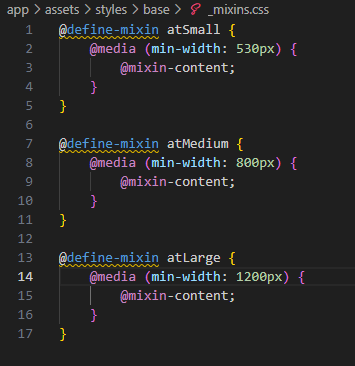 app > assets > styles > base > _mixins.css
1 @define-mixin atSmall {
2 @media (min-width: 530px) {
3 @mixin-content;
4 }
5 }
6
7 @define-mixin atMedium {
8 @media (min-width: 800px) {
9 @mixin-content;
10 }
11 }
12
13 @define-mixin atLarge {
14 @media (min-width: 1200px) {
15 @mixin-content;
16 }
17 }